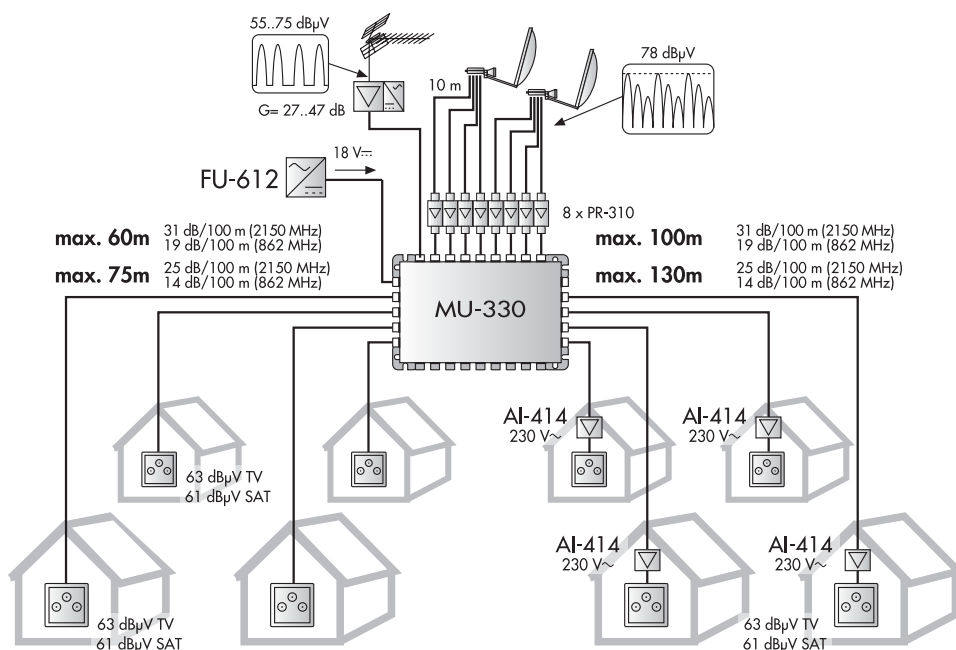 55..75 dBµV
78 dBµV
10 m
G= 27..47 dB
18 V⎓
FU-612
8 x PR-310
max. 60m
31 dB/100 m (2150 MHz)
19 dB/100 m (862 MHz)
max. 75m
25 dB/100 m (2150 MHz)
14 dB/100 m (862 MHz)
max. 100m
31 dB/100 m (2150 MHz)
19 dB/100 m (862 MHz)
max. 130m
25 dB/100 m (2150 MHz)
14 dB/100 m (862 MHz)
MU-330
AI-414
230 V~
AI-414
230 V~
63 dBµV TV
61 dBµV SAT
AI-414
230 V~
AI-414
230 V~
63 dBµV TV
61 dBµV SAT
63 dBµV TV
61 dBµV SAT